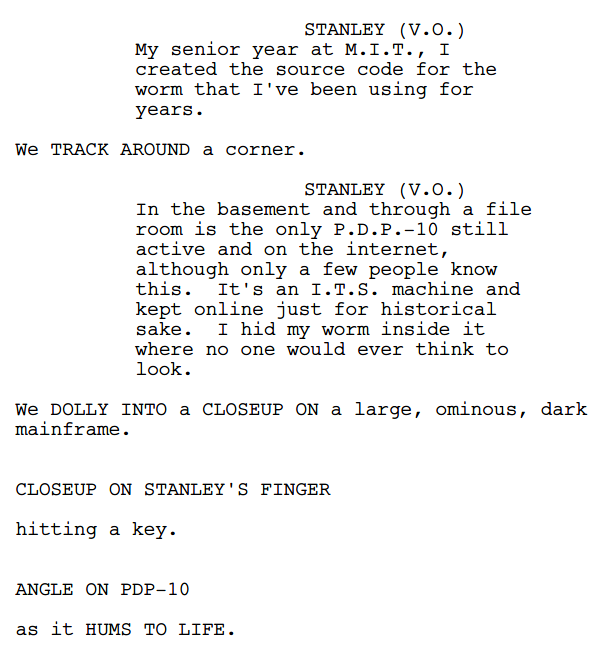 STANLEY (V.O.)
My senior year at M.I.T., I
created the source code for the
worm that I've been using for
years.
We TRACK AROUND a corner.
STANLEY (V.O.)
In the basement and through a file
room is the only P.D.P.-10 still
active and on the internet,
although only a few people know
this.  It's an I.T.S. machine and
kept online just for historical
sake.  I hid my worm inside it
where no one would ever think to
look.
We DOLLY INTO a CLOSEUP ON a large, ominous, dark
mainframe.
CLOSEUP ON STANLEY'S FINGER
hitting a key.
ANGLE ON PDP-10
as it HUMS TO LIFE.